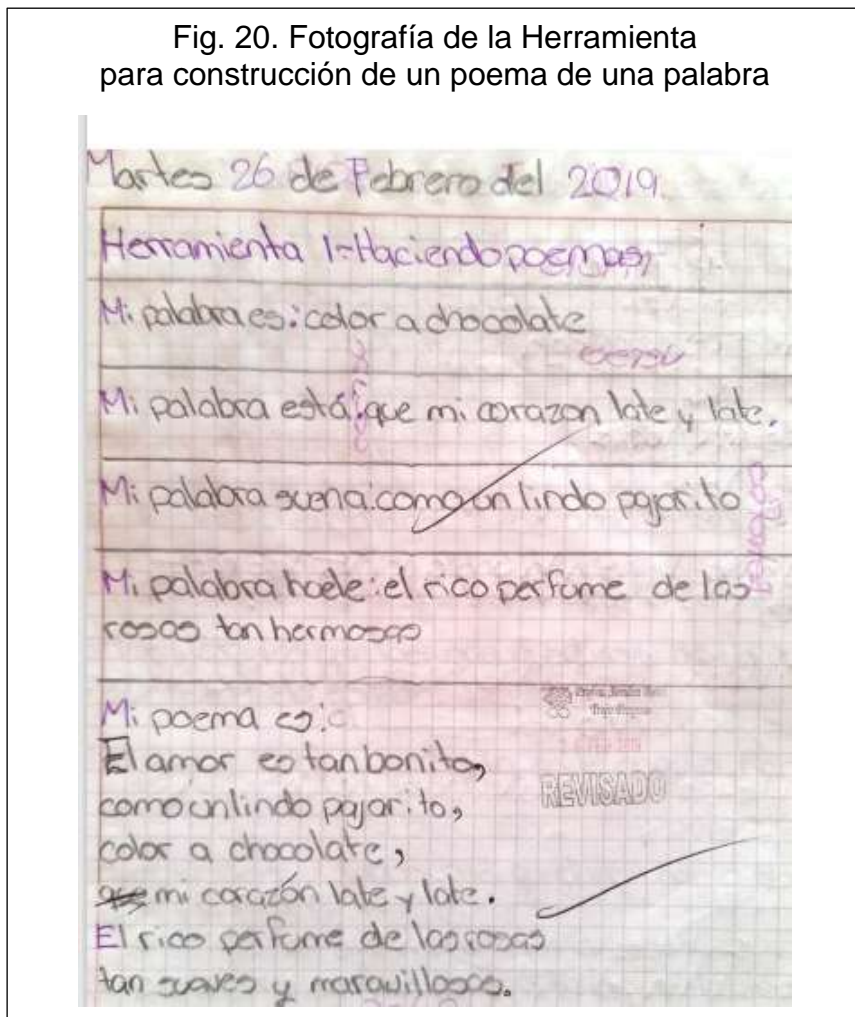 Fig. 20. Fotografía de la Herramienta
para construcción de un poema de una palabra
Martes 26 de Febrero del 2019.
Herramienta 1-Haciendo poemas,
Mi palabra es: color a chocolate
Mi palabra está: que mi corazon late y late.
Mi palabra suena: como un lindo pajarito
Mi palabra huele: el rico perfume de las
rosas tan hermosas
Mi poema es:
El amor es tan bonito,
como un lindo pajarito,
color a chocolate,
mi corazón late y late.
REVISADO
El rico perfume de las rosas
tan suaves y maravillosas.